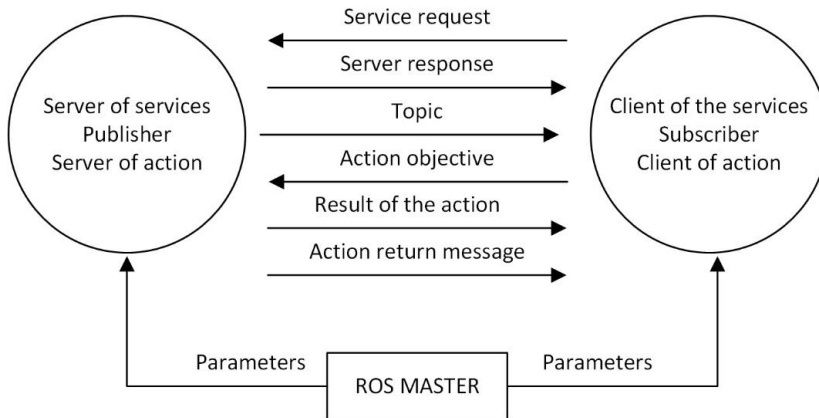 Service request
Server response
Topic
Action objective
Result of the action
Action return message
Server of services
Publisher
Server of action
Client of the services
Subscriber
Client of action
Parameters
ROS MASTER
Parameters